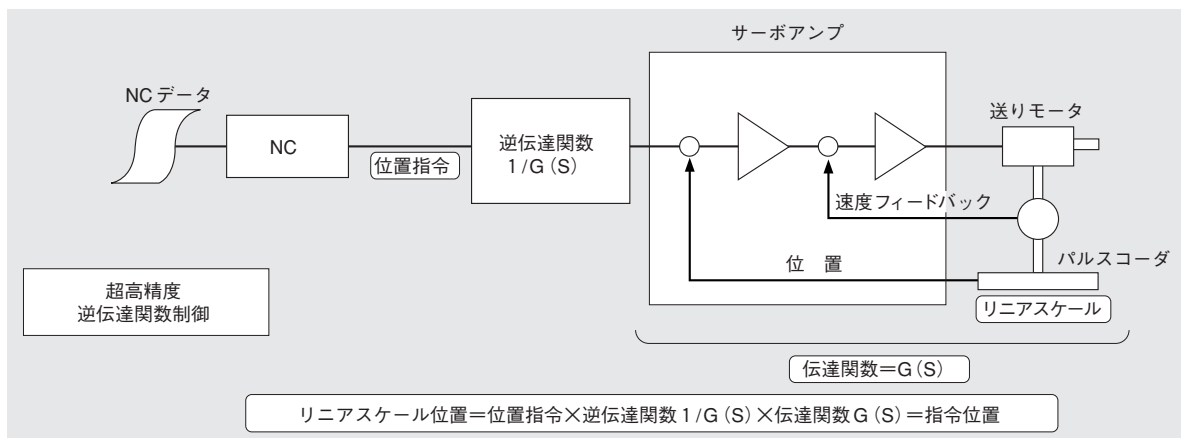 サーボアンプ
NCデータ
NC
位置指令
逆伝達関数
1/G(S)
送りモータ
速度フィードバック
位　置
パルスコーダ
リニアスケール
超高精度
逆伝達関数制御
伝達関数＝G(S)
リニアスケール位置＝位置指令×逆伝達関数1/G(S)×伝達関数G(S)＝指令位置